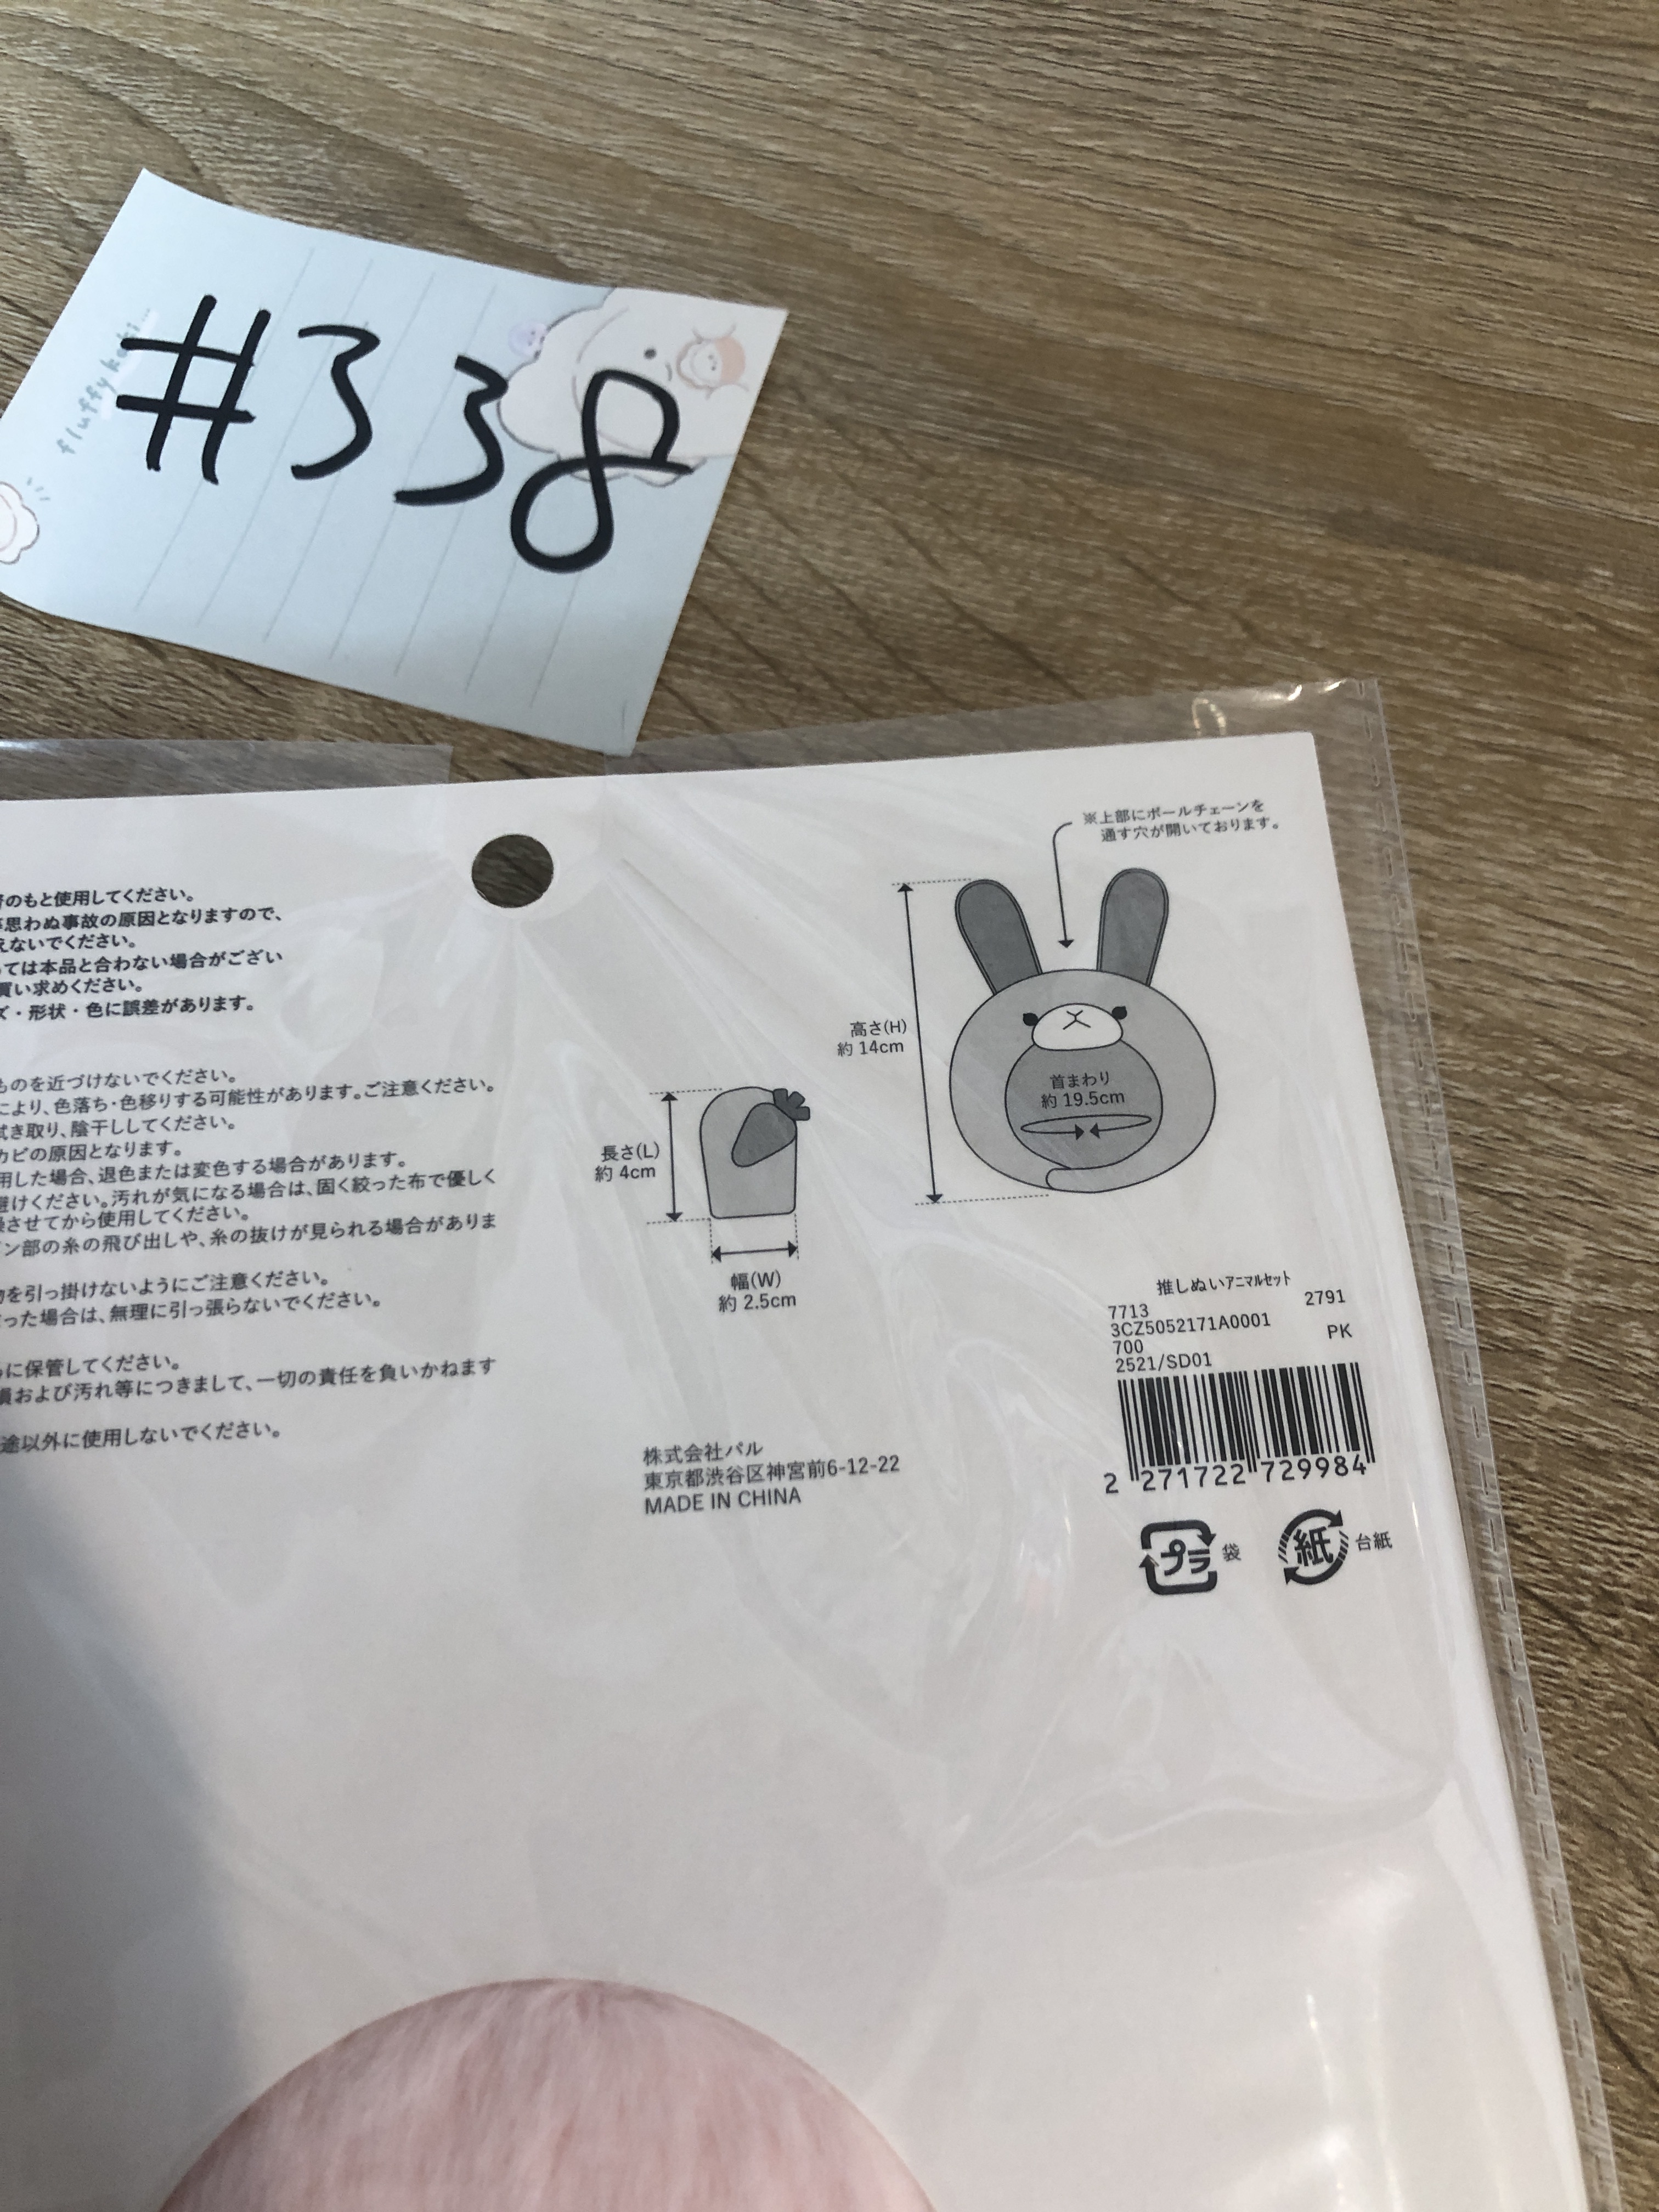 #338
fluffy kaki...
のもと使用してください。
思わぬ事故の原因となりますので、
えないでください。
ては本品と合わない場合がござい
買い求めください。
ズ・形状・色に誤差があります。
ものを近づけないでください。
により、色落ち・色移りする可能性があります。ご注意ください。
拭き取り、陰干ししてください。
カビの原因となります。
用した場合、退色または変色する場合があります。
避けください。汚れが気になる場合は、固く絞った布で優しく
させてから使用してください。
ン部の糸の飛び出しや、糸の抜けが見られる場合がありま
を引っ掛けないようにご注意ください。
った場合は、無理に引っ張らないでください。
に保管してください。
損および汚れ等につきまして、一切の責任を負いかねます
途以外に使用しないでください。
※上部にボールチェーンを
通す穴が開いております。
高さ(H)
約 14cm
首まわり
約 19.5cm
長さ(L)
約 4cm
幅(W)
約 2.5cm
推しぬいアニマルセット
7713 2791
3CZ5052171A0001
700 PK
2521/SD01
2 271722 729984
株式会社パル
東京都渋谷区神宮前6-12-22
MADE IN CHINA
プラ 袋
紙 台紙